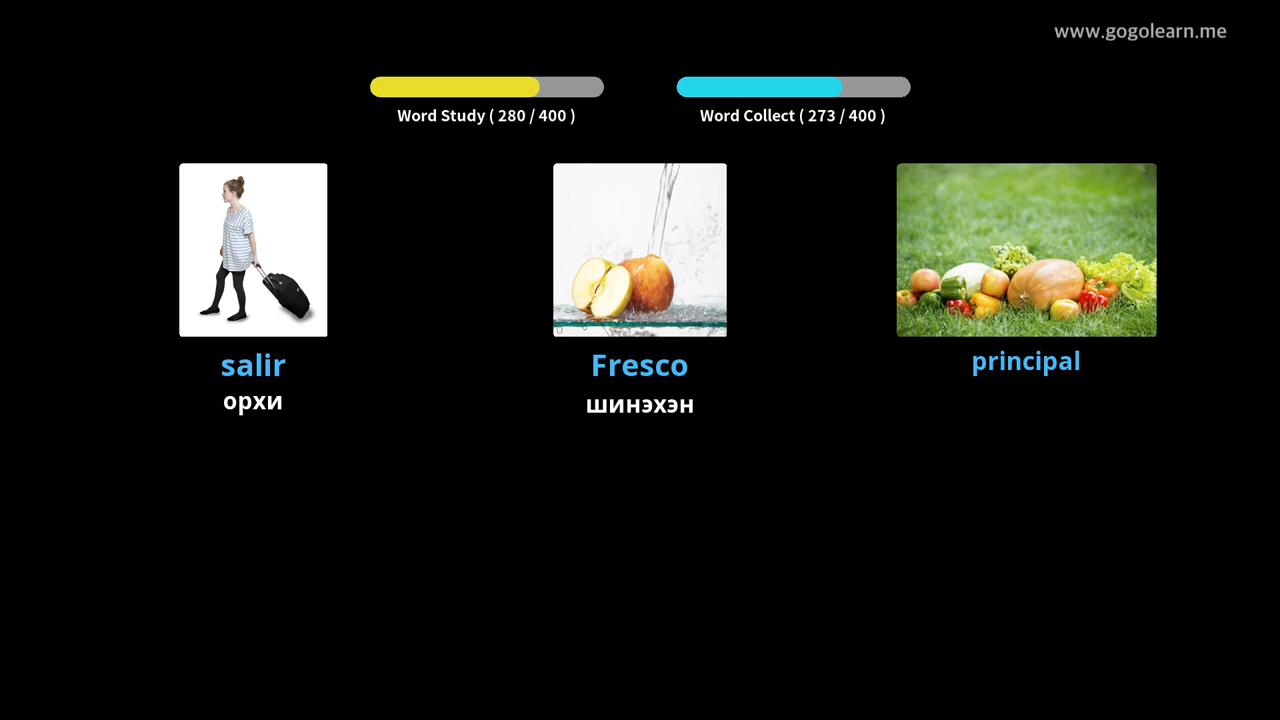 www.gogolearn.me
Word Study ( 280 / 400 )
Word Collect ( 273 / 400 )
salir
орхи
Fresco
шинэхэн
principal